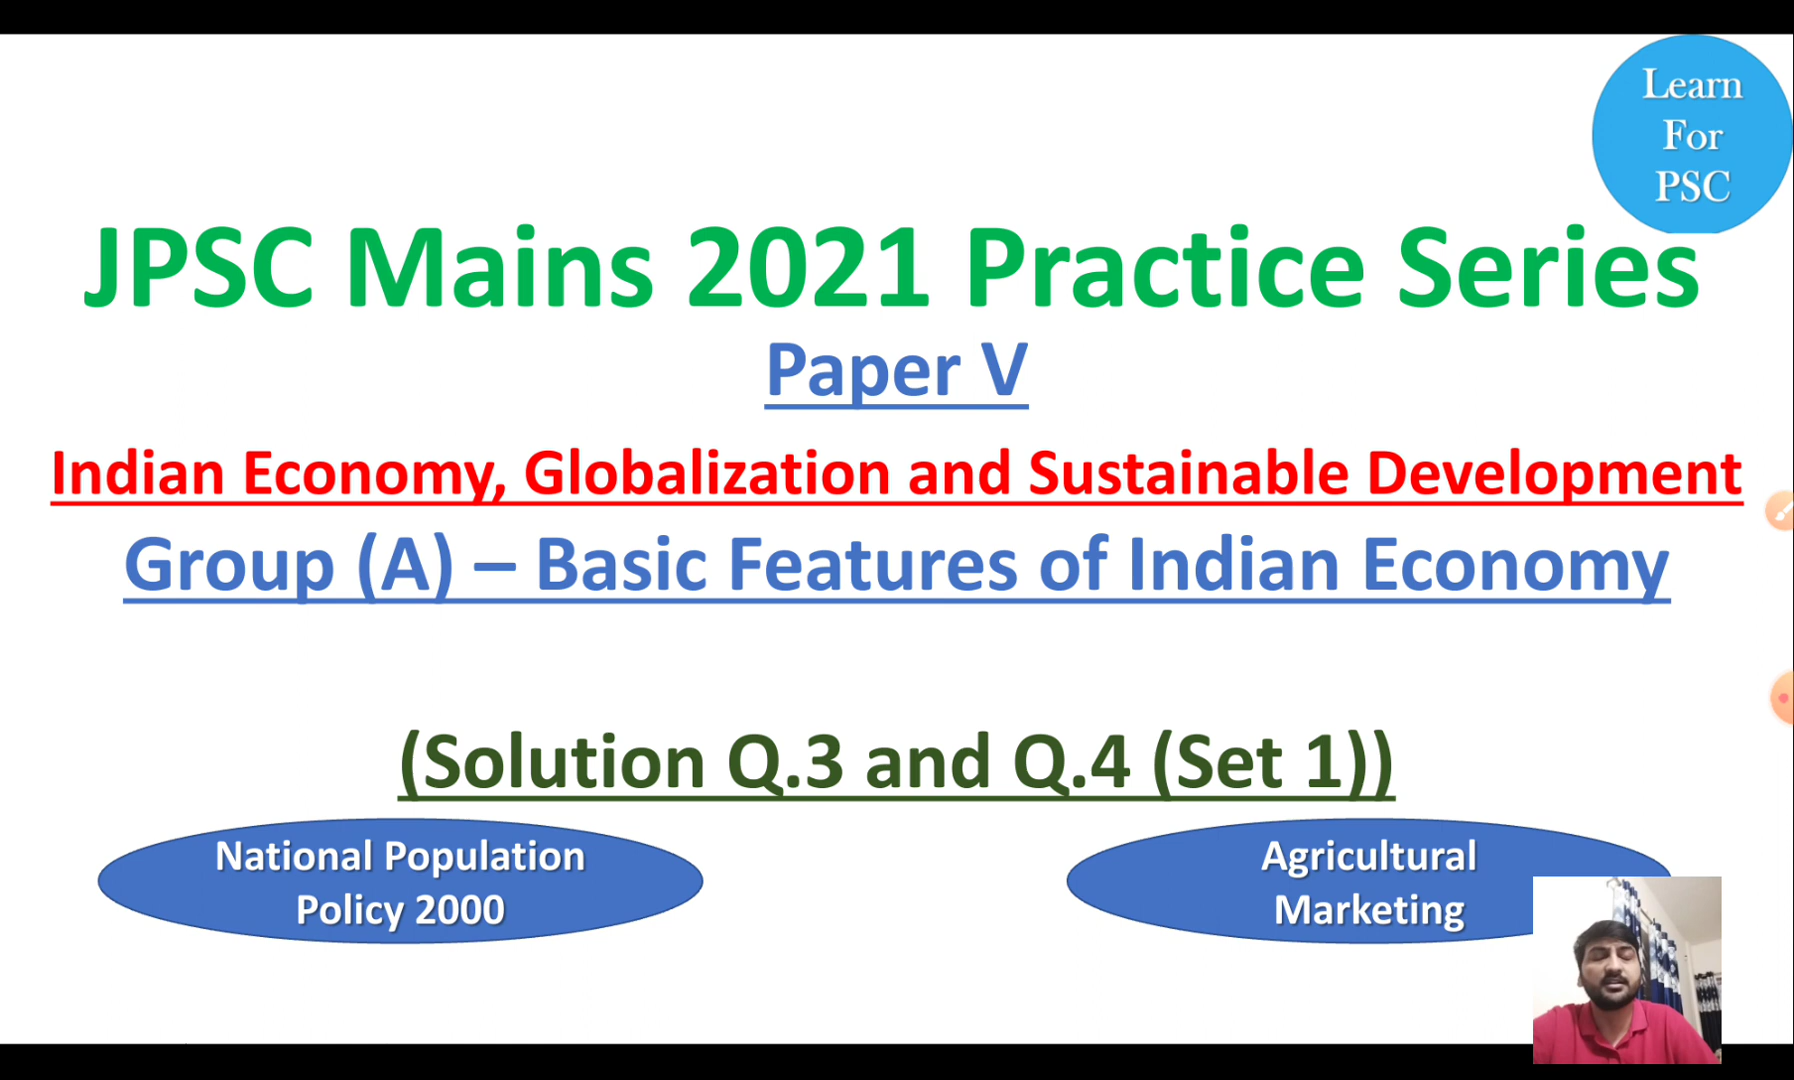 Learn
For
PSC
JPSC Mains 2021 Practice Series
Paper V
Indian Economy, Globalization and Sustainable Development
Group (A) – Basic Features of Indian Economy
(Solution Q.3 and Q.4 (Set 1))
National Population
Policy 2000
Agricultural
Marketing